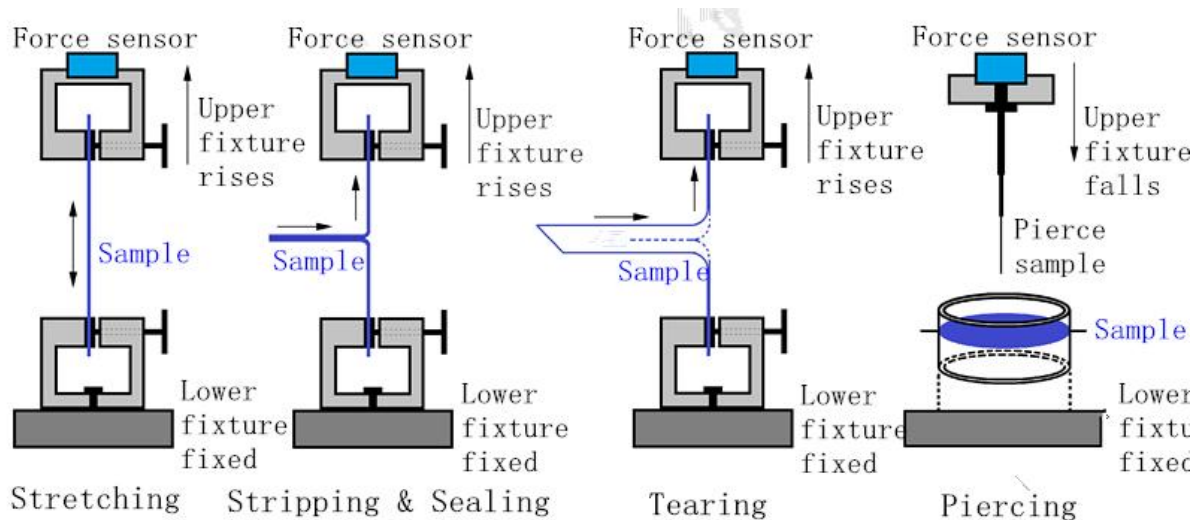 Force sensor
Upper
fixture
rises
Sample
Lower
fixture
fixed
Stretching
Force sensor
Upper
fixture
rises
Sample
Lower
fixture
fixed
Stripping & Sealing
Force sensor
Upper
fixture
rises
Sample
Lower
fixture
fixed
Tearing
Force sensor
Upper
fixture
falls
Pierce
sample
Sample
Lower
fixtu
fixed
Piercing